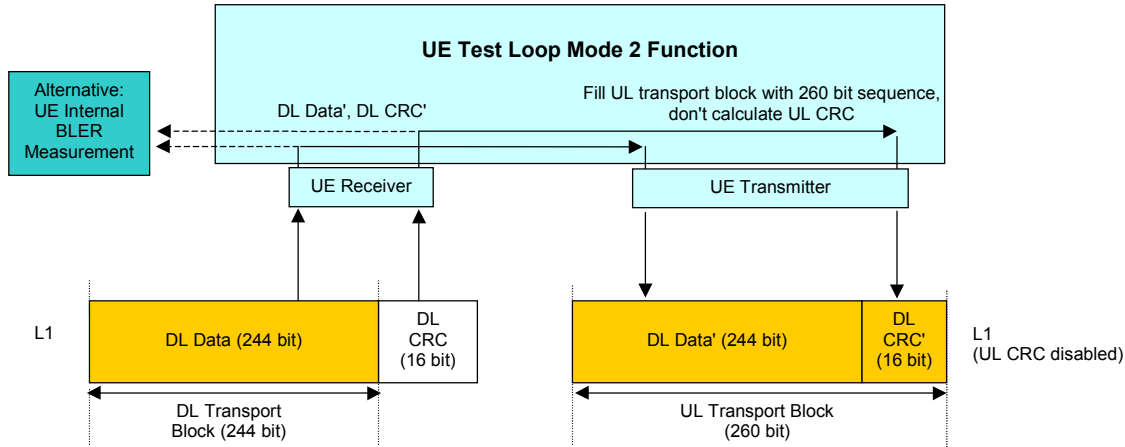 UE Test Loop Mode 2 Function
Alternative:
UE Internal
BLER
Measurement
DL Data', DL CRC'
Fill UL transport block with 260 bit sequence,
don't calculate UL CRC
UE Receiver
UE Transmitter
L1
DL Data (244 bit)
DL
CRC
(16 bit)
DL Data' (244 bit)
DL
CRC'
(16 bit)
L1
(UL CRC disabled)
DL Transport
Block (244 bit)
UL Transport Block
(260 bit)